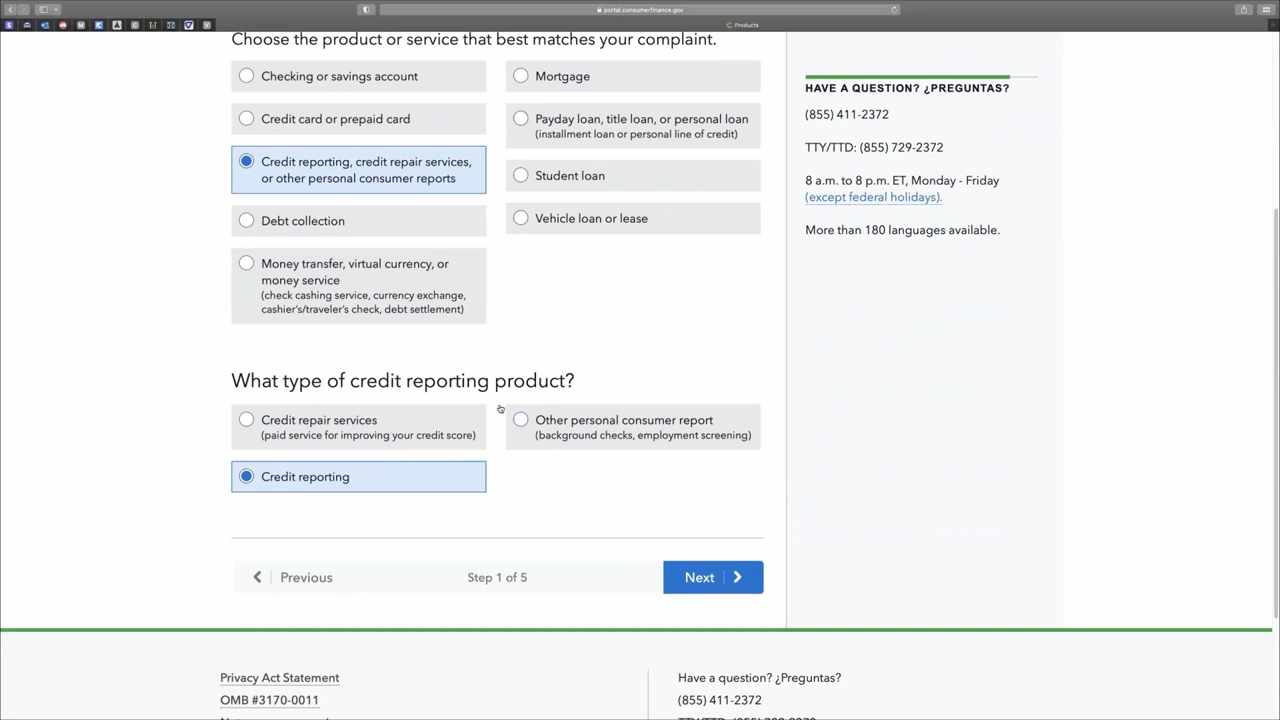 portal.consumerfinance.gov
Products
Choose the product or service that best matches your complaint.
Checking or savings account
Mortgage
Credit card or prepaid card
Payday loan, title loan, or personal loan
(installment loan or personal line of credit)
Credit reporting, credit repair services,
or other personal consumer reports
Student loan
Debt collection
Vehicle loan or lease
Money transfer, virtual currency, or
money service
(check cashing service, currency exchange,
cashier's/traveler's check, debt settlement)
What type of credit reporting product?
Credit repair services
(paid service for improving your credit score)
Other personal consumer report
(background checks, employment screening)
Credit reporting
Previous
Step 1 of 5
Next
HAVE A QUESTION? ¿PREGUNTAS?
(855) 411-2372
TTY/TTD: (855) 729-2372
8 a.m. to 8 p.m. ET, Monday - Friday
(except federal holidays).
More than 180 languages available.
Privacy Act Statement
OMB #3170-0011
Have a question? ¿Preguntas?
(855) 411-2372